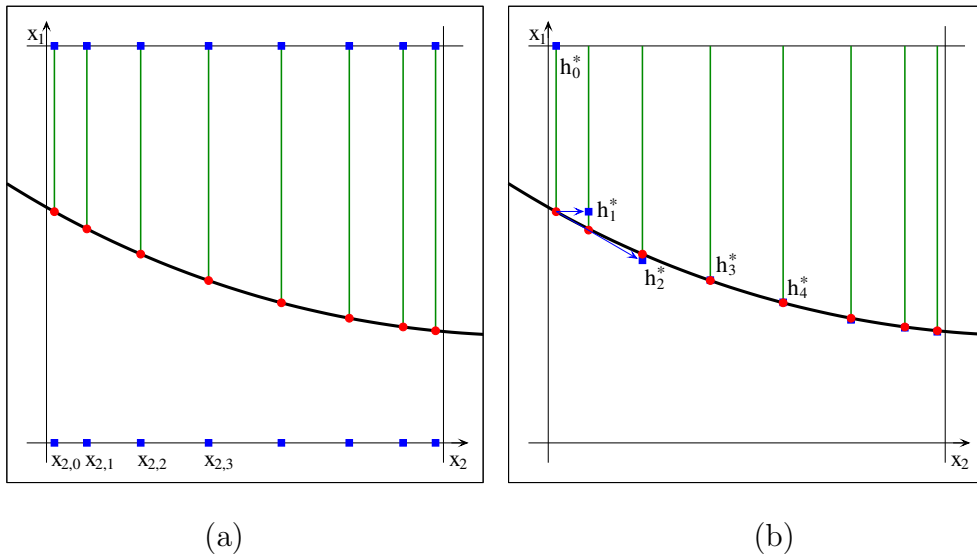 x₁
x₂,₀ x₂,₁ x₂,₂ x₂,₃ x₂
(a)
x₁
h₀*
h₁*
h₂*
h₃*
h₄*
x₂
(b)